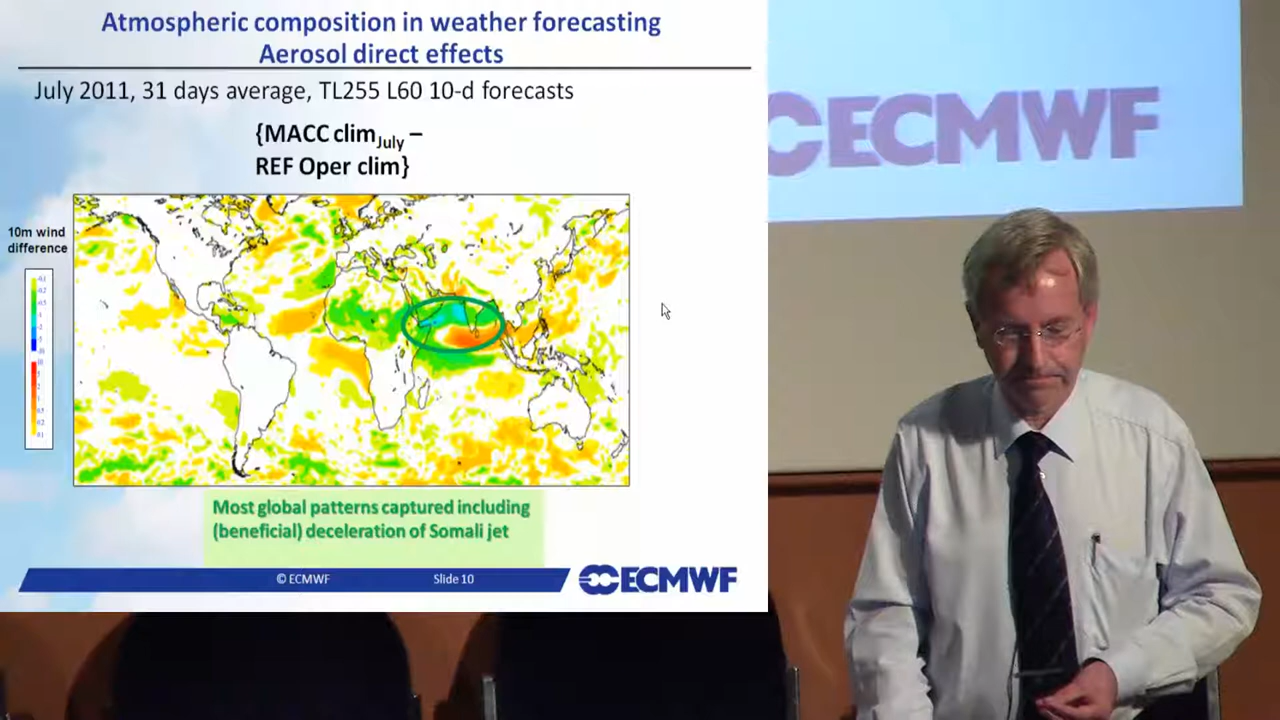 Atmospheric composition in weather forecasting
Aerosol direct effects
July 2011, 31 days average, TL255 L60 10-d forecasts
{MACC clim July –
REF Oper clim}
10m wind
difference
Most global patterns captured including
(beneficial) deceleration of Somali jet
© ECMWF Slide 10
ECMWF
ECMWF